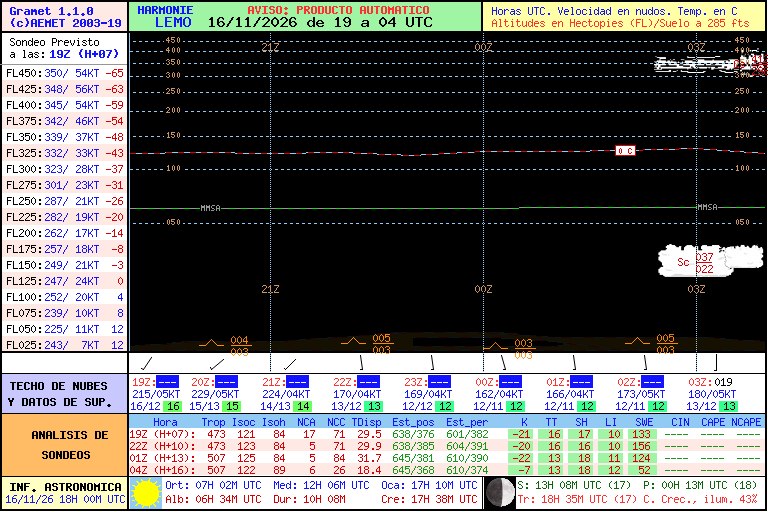 Gramet 1.1.0
(c)AEMET 2003-19
HARMONIE
LEMO
AVISO: PRODUCTO AUTOMATICO
16/11/2026 de 19 a 04 UTC
Horas UTC. Velocidad en nudos. Temp. en C
Altitudes en Hectopies (FL)/Suelo a 285 fts
Sondeo Previsto
a las: 19Z (H+07)
FL450:350/ 54KT -65
FL425:348/ 56KT -63
FL400:345/ 54KT -59
FL375:342/ 46KT -54
FL350:339/ 37KT -48
FL325:332/ 33KT -43
FL300:323/ 28KT -37
FL275:301/ 23KT -31
FL250:287/ 21KT -26
FL225:282/ 19KT -20
FL200:262/ 17KT -14
FL175:257/ 18KT -8
FL150:249/ 21KT -3
FL125:247/ 24KT 0
FL100:252/ 20KT 4
FL075:239/ 10KT 8
FL050:225/ 11KT 12
FL025:243/ 7KT 12
21Z 00Z 03Z
450 450
400 400
350 350
300 300
250 250
200 200
150 150
0 C
100 100
MMSA MMSA
050 050
Sc 037
022
21Z 00Z 03Z
004 005 003 005
003 003 003 003
TECHO DE NUBES
Y DATOS DE SUP.
19Z:--- 20Z:--- 21Z:--- 22Z:--- 23Z:--- 00Z:--- 01Z:--- 02Z:--- 03Z:019
215/05KT 229/05KT 224/04KT 170/04KT 169/04KT 162/04KT 166/04KT 173/05KT 180/05KT
16/12 16 15/13 15 14/13 14 13/12 13 12/12 12 12/11 12 12/11 12 12/11 12 13/12 13
ANALISIS DE
SONDEOS
Hora Trop Isoc Isoh NCA NCC TDisp Est_pos Est_per K TT SH LI SWE CIN CAPE NCAPE
19Z (H+07): 473 121 84 17 71 29.5 638/376 601/382 -21 16 17 10 133 ---- ---- ----
22Z (H+10): 473 123 84 5 71 29.9 638/385 604/391 -20 16 16 10 156 ---- ---- ----
01Z (H+13): 507 125 84 5 84 31.7 645/381 610/390 -22 13 18 11 124 ---- ---- ----
04Z (H+16): 507 122 89 6 26 18.4 645/368 610/374 -7 13 18 12 52 ---- ---- ----
INF. ASTRONOMICA
16/11/26 18H 00M UTC
Ort: 07H 02M UTC Med: 12H 06M UTC Oca: 17H 10M UTC
Alb: 06H 34M UTC Dur: 10H 08M Cre: 17H 38M UTC
S: 13H 08M UTC (17) P: 00H 13M UTC (18)
Tr: 18H 35M UTC (17) C. Crec., ilum. 43%